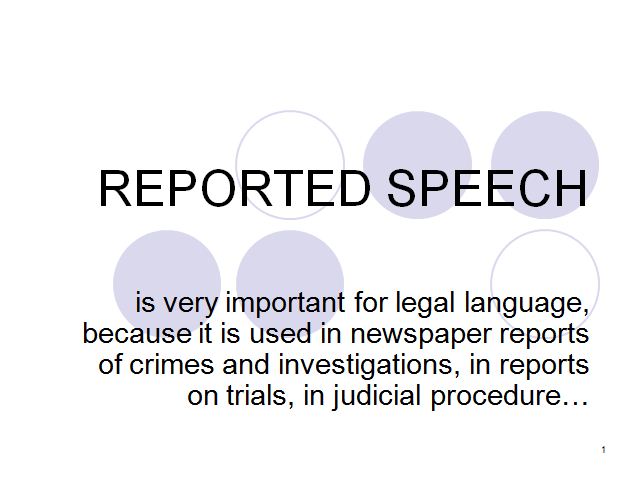 REPORTED SPEECH
is very important for legal language,
because it is used in newspaper reports
of crimes and investigations, in reports
on trials, in judicial procedure…
1